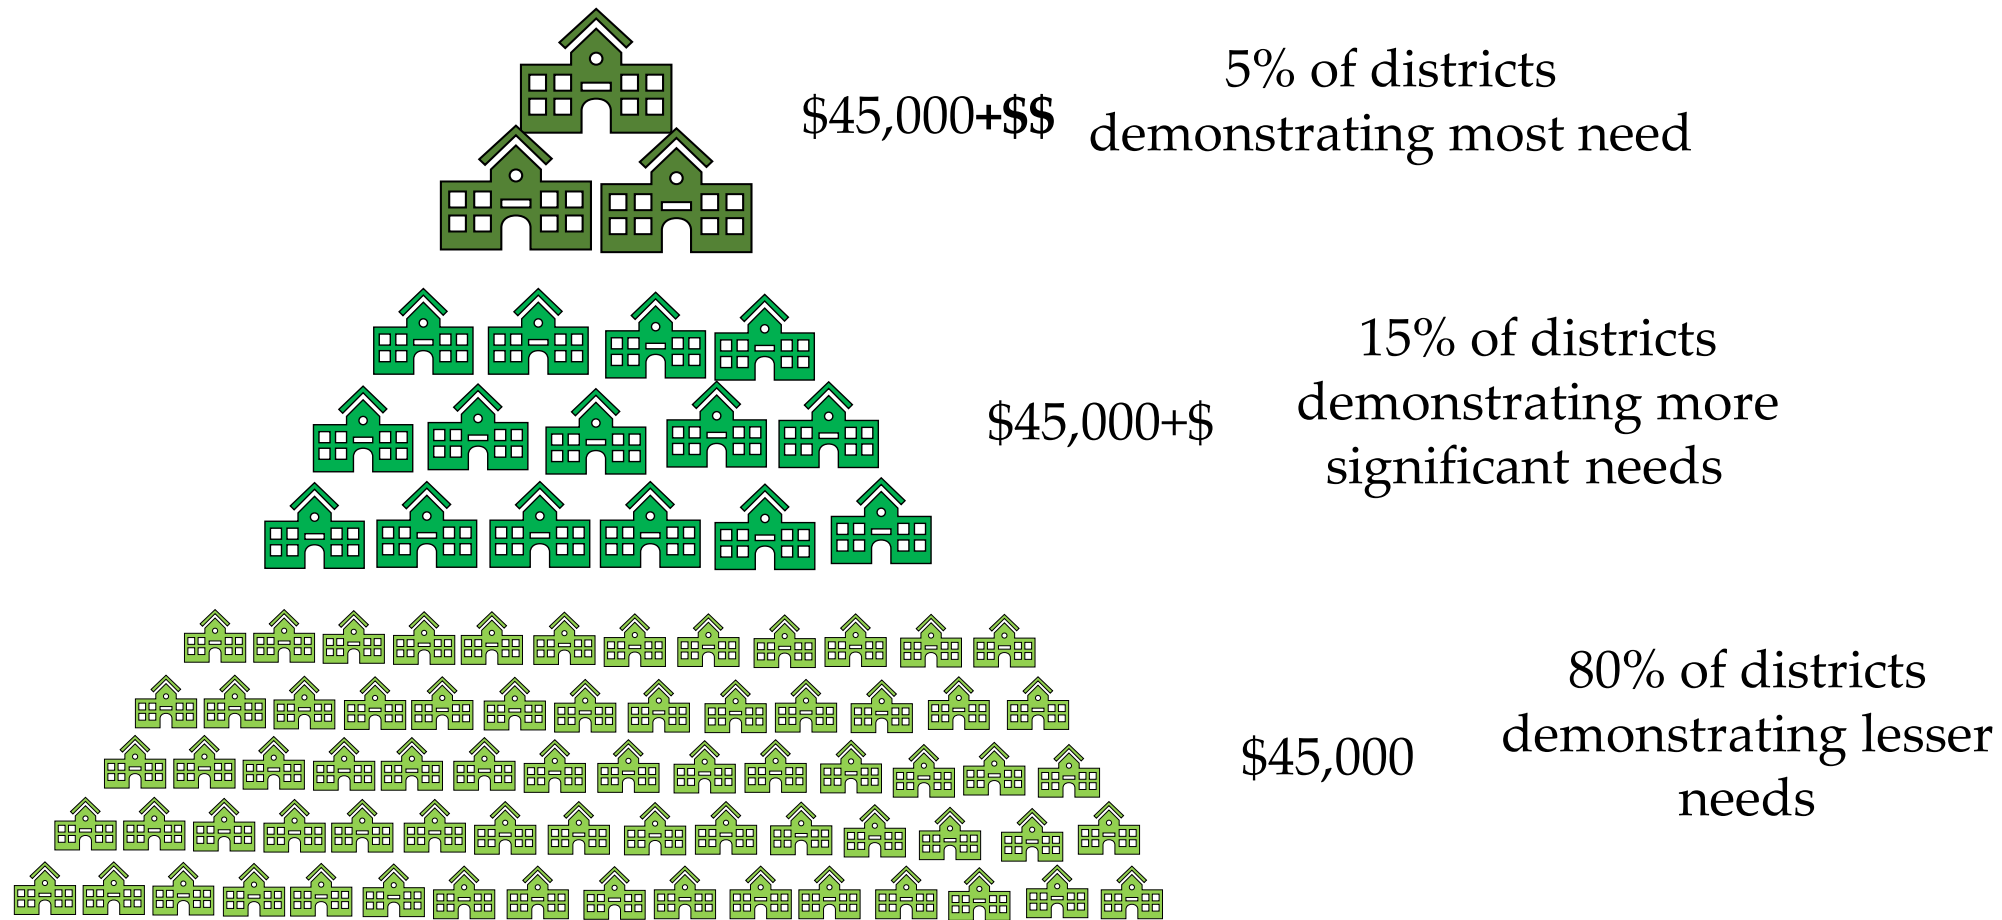 $45,000+$$
5% of districts
demonstrating most need
$45,000+$
15% of districts
demonstrating more
significant needs
$45,000
80% of districts
demonstrating lesser
needs